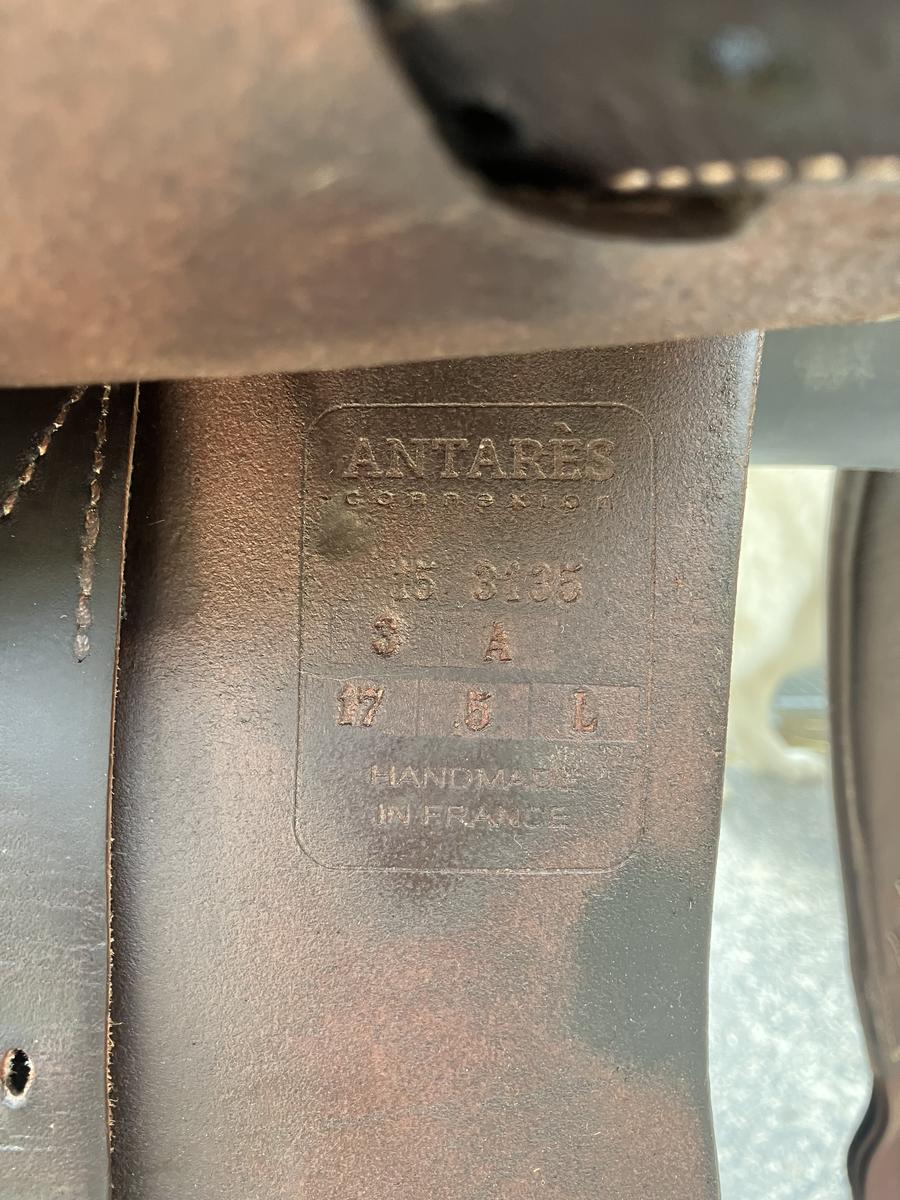 ANTARÈS
connexion
15 3135
3 A
17 5 L
HANDMADE
IN FRANCE